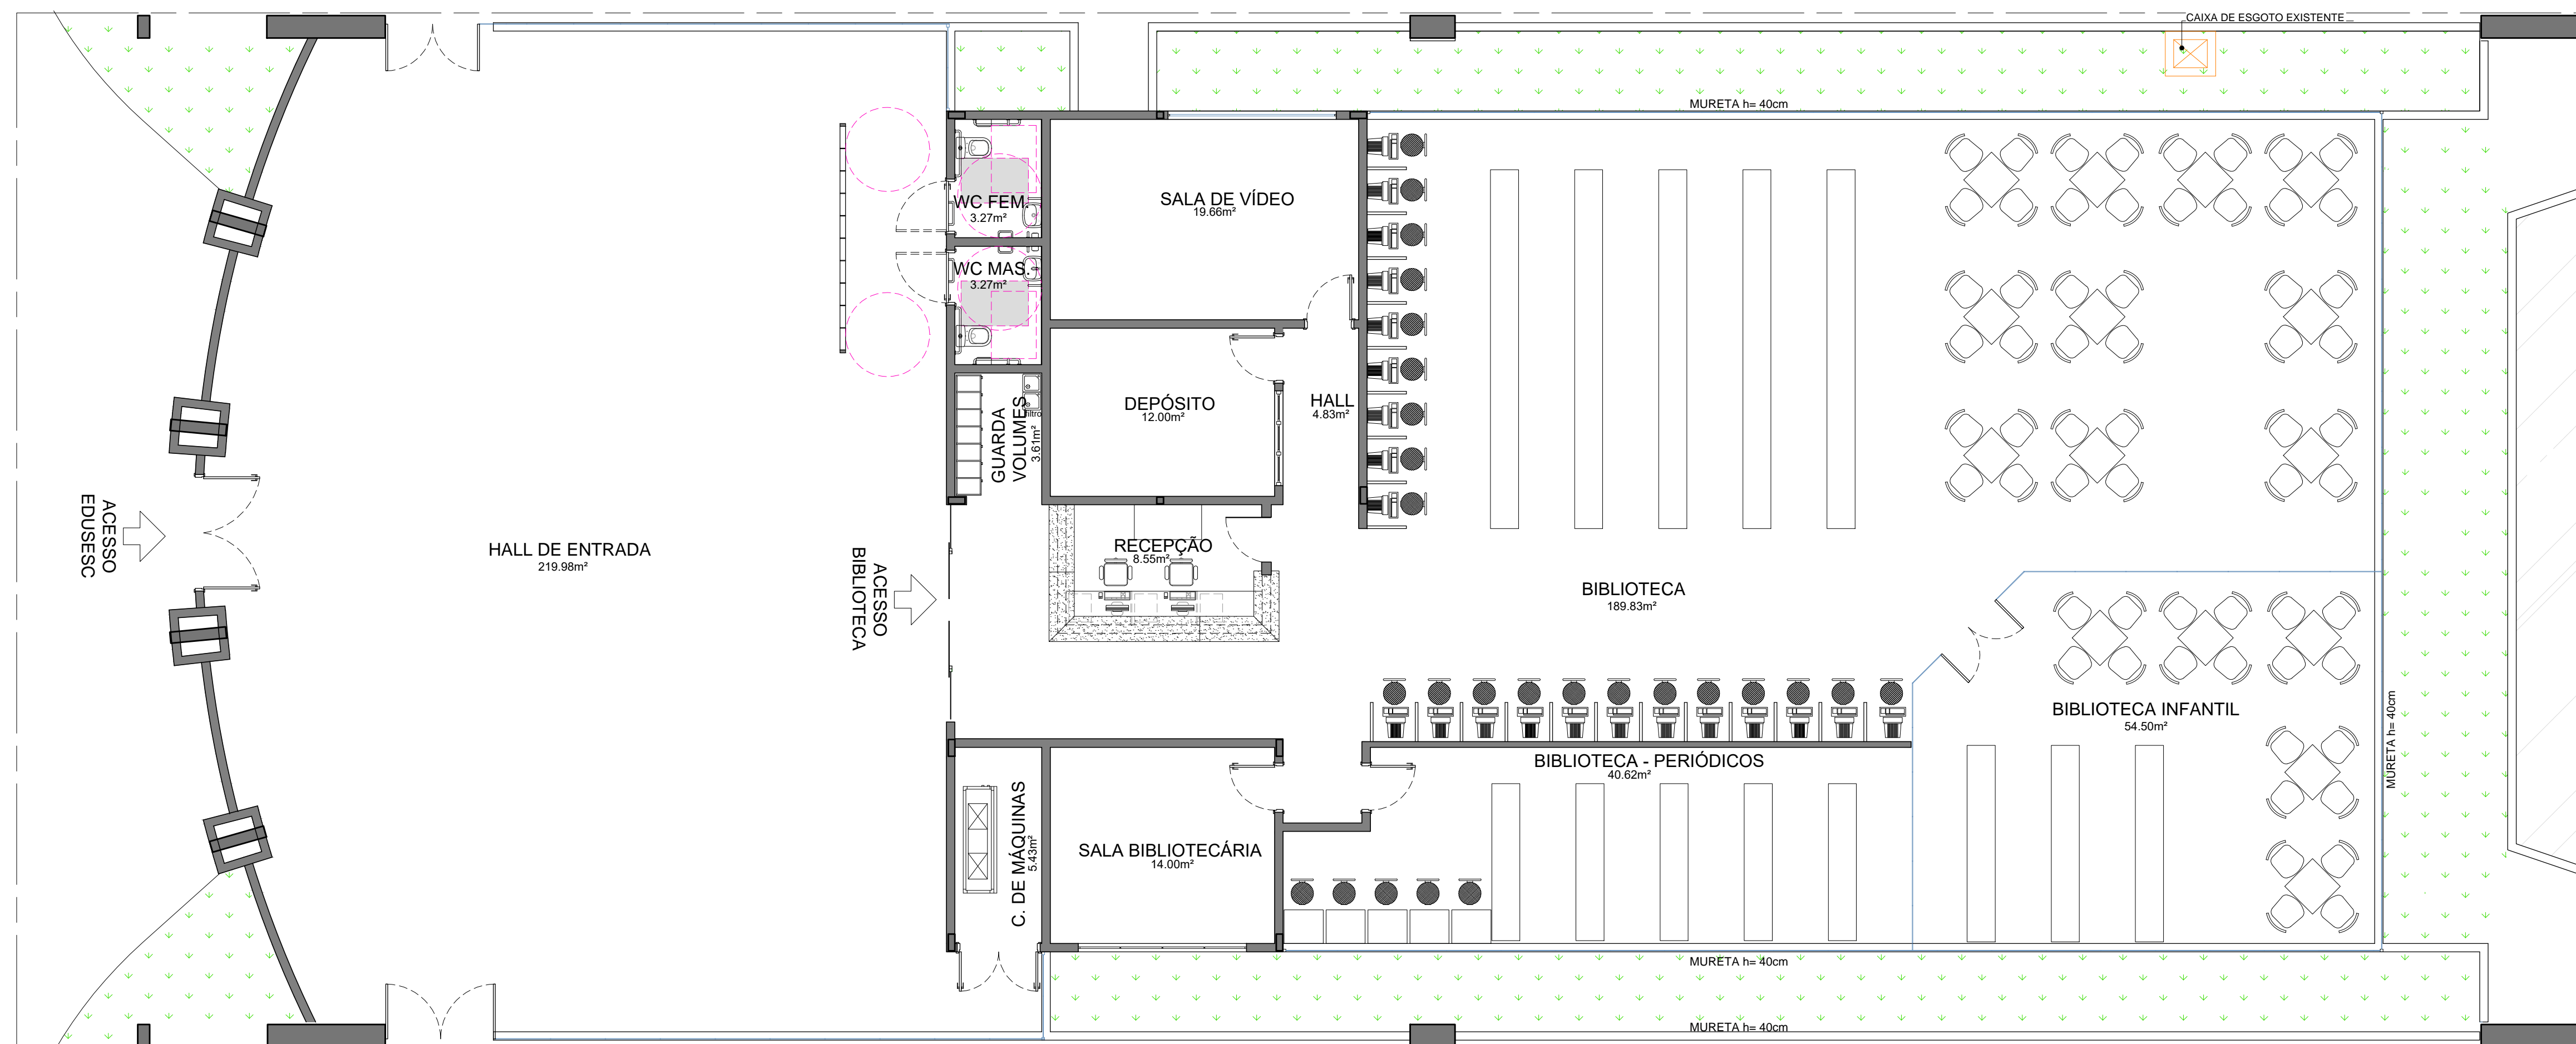 CAIXA DE ESGOTO EXISTENTE
MURETA h= 40cm
WC FEM.
3.27m²
SALA DE VÍDEO
19.66m²
WC MAS.
3.27m²
GUARDA
VOLUMES
3.61m²
filtro
DEPÓSITO
12.00m²
HALL
4.83m²
ACESSO
EDUSESC
HALL DE ENTRADA
219.98m²
ACESSO
BIBLIOTECA
RECEPÇÃO
8.55m²
BIBLIOTECA
189.83m²
BIBLIOTECA INFANTIL
54.50m²
MURETA h= 40cm
BIBLIOTECA - PERIÓDICOS
40.62m²
C. DE MÁQUINAS
5.43m²
SALA BIBLIOTECÁRIA
14.00m²
MURETA h= 40cm
MURETA h= 40cm